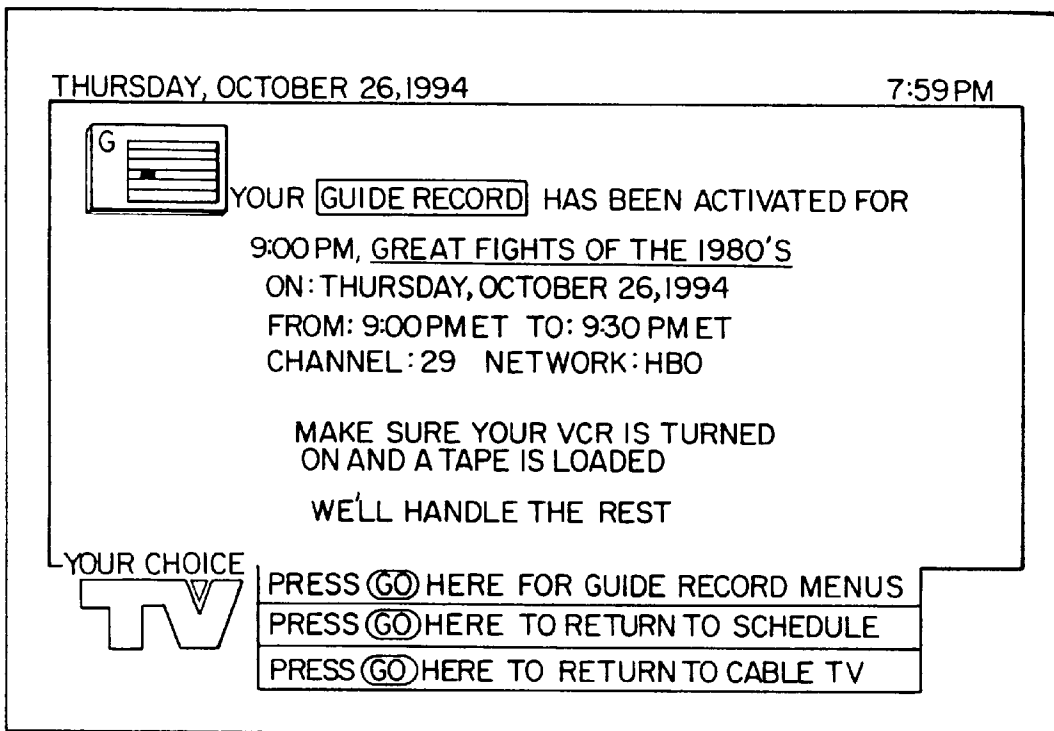 THURSDAY, OCTOBER 26, 1994 7:59 PM
G
YOUR GUIDE RECORD HAS BEEN ACTIVATED FOR
9:00 PM, GREAT FIGHTS OF THE 1980'S
ON: THURSDAY, OCTOBER 26, 1994
FROM: 9:00 PM ET TO: 9:30 PM ET
CHANNEL: 29 NETWORK: HBO
MAKE SURE YOUR VCR IS TURNED
ON AND A TAPE IS LOADED
WE'LL HANDLE THE REST
YOUR CHOICE
TV
PRESS GO HERE FOR GUIDE RECORD MENUS
PRESS GO HERE TO RETURN TO SCHEDULE
PRESS GO HERE TO RETURN TO CABLE TV